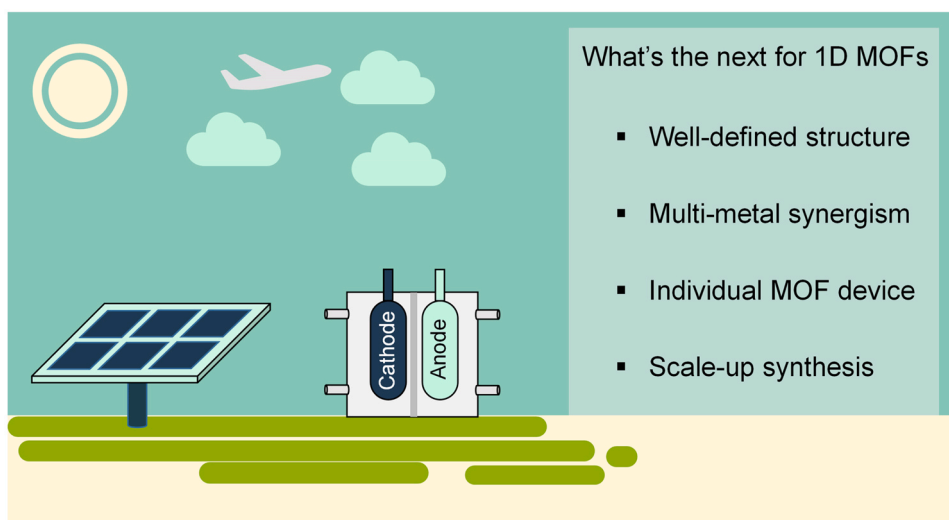 What's the next for 1D MOFs
▪ Well-defined structure
▪ Multi-metal synergism
▪ Individual MOF device
▪ Scale-up synthesis
Cathode
Anode